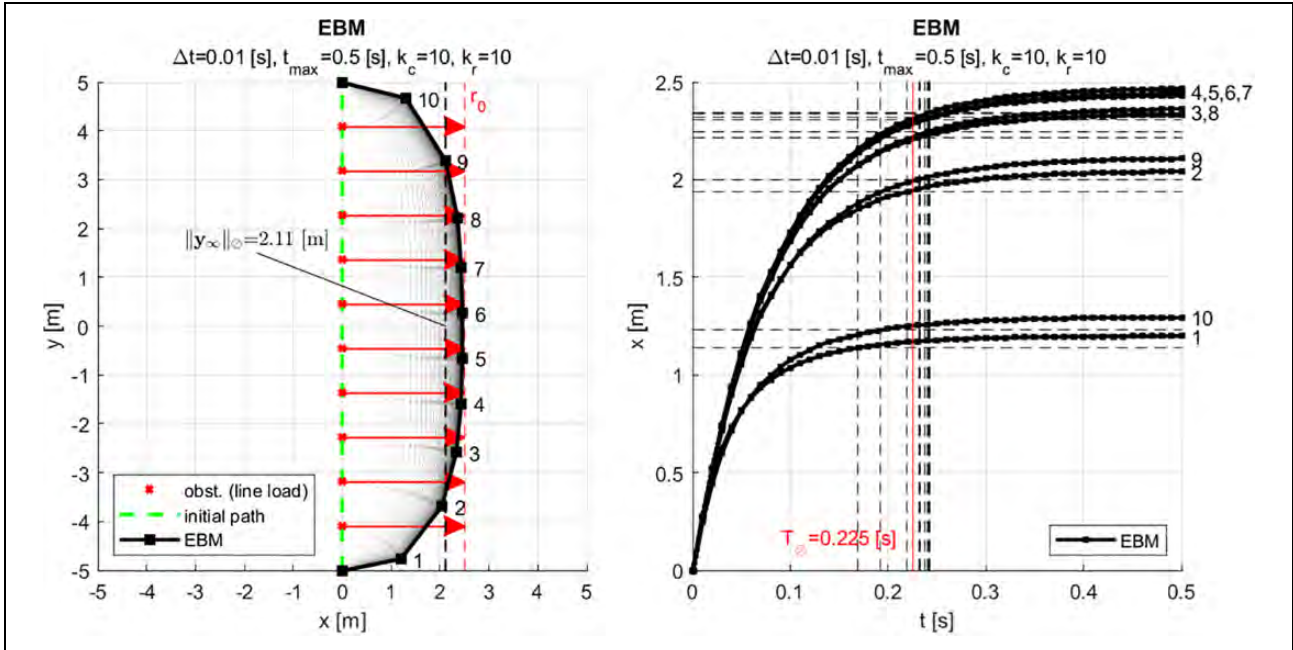 EBM
Δt=0.01 [s], t_max=0.5 [s], k_c=10, k_r=10
5
4
3
2
1
0
-1
-2
-3
-4
-5
y [m]
-5 -4 -3 -2 -1 0 1 2 3 4 5
x [m]
r_0
10
9
8
7
6
5
4
3
2
1
‖y_∞‖_⊘=2.11 [m]
obst. (line load)
initial path
EBM
EBM
Δt=0.01 [s], t_max=0.5 [s], k_c=10, k_r=10
2.5
2
1.5
1
0.5
0
x [m]
0 0.1 0.2 0.3 0.4 0.5
t [s]
4,5,6,7
3,8
9
2
10
1
T_⊘=0.225 [s]
EBM